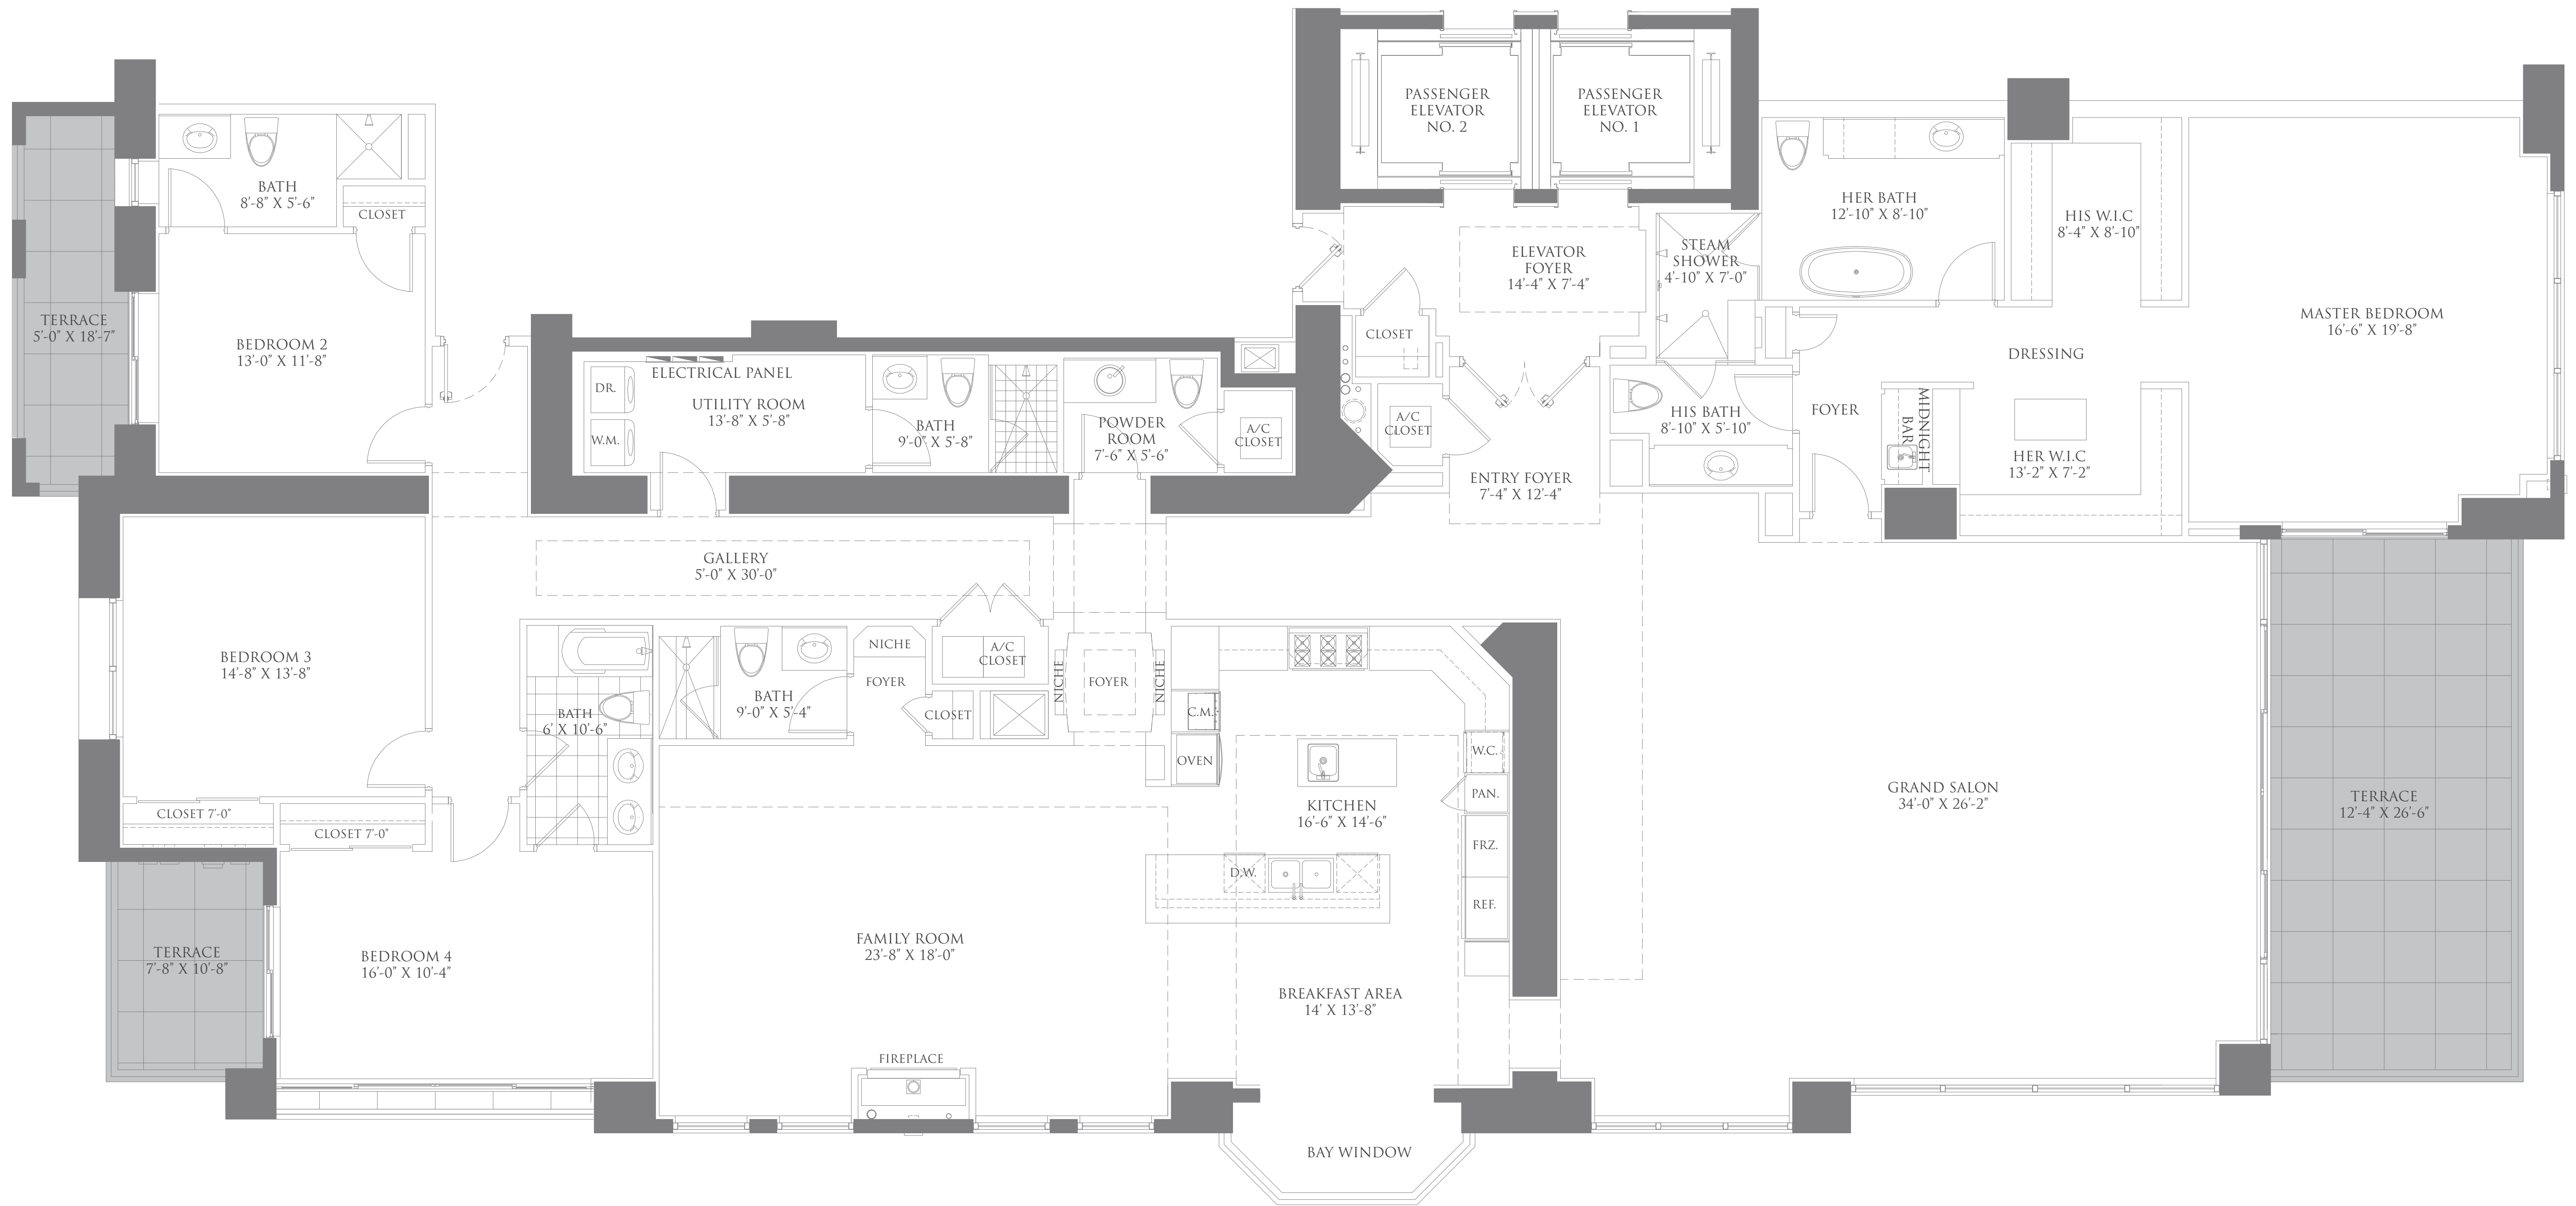 PASSENGER
ELEVATOR
NO. 2
PASSENGER
ELEVATOR
NO. 1
BATH
8'-8" X 5'-6"
CLOSET
HER BATH
12'-10" X 8'-10"
HIS W.I.C
8'-4" X 8'-10"
STEAM
SHOWER
4'-10" X 7'-0"
ELEVATOR
FOYER
14'-4" X 7'-4"
TERRACE
5'-0" X 18'-7"
BEDROOM 2
13'-0" X 11'-8"
MASTER BEDROOM
16'-6" X 19'-8"
CLOSET
DRESSING
ELECTRICAL PANEL
DR.
UTILITY ROOM
13'-8" X 5'-8"
W.M.
BATH
9'-0" X 5'-8"
POWDER
ROOM
7'-6" X 5'-6"
A/C
CLOSET
A/C
CLOSET
HIS BATH
8'-10" X 5'-10"
FOYER
MIDNIGHT
BAR
HER W.I.C
13'-2" X 7'-2"
ENTRY FOYER
7'-4" X 12'-4"
GALLERY
5'-0" X 30'-0"
BEDROOM 3
14'-8" X 13'-8"
NICHE
A/C
CLOSET
FOYER
NICHE
FOYER
NICHE
BATH
9'-0" X 5'-4"
CLOSET
BATH
6' X 10'-6"
C.M.
OVEN
W.C.
PAN.
KITCHEN
16'-6" X 14'-6"
GRAND SALON
34'-0" X 26'-2"
TERRACE
12'-4" X 26'-6"
CLOSET 7'-0"
CLOSET 7'-0"
FRZ.
D.W.
REF.
FAMILY ROOM
23'-8" X 18'-0"
TERRACE
7'-8" X 10'-8"
BEDROOM 4
16'-0" X 10'-4"
BREAKFAST AREA
14' X 13'-8"
FIREPLACE
BAY WINDOW